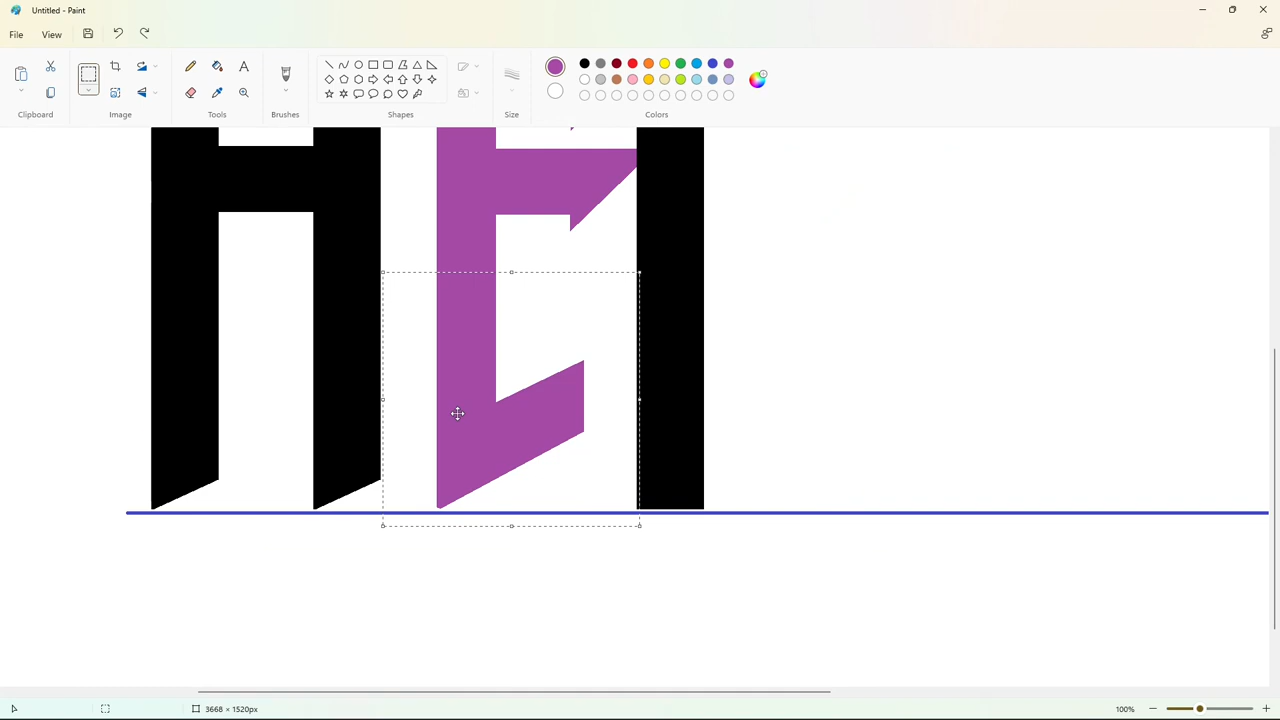 Untitled - Paint
File View
Clipboard Image Tools Brushes Shapes Size Colors
A
3668 × 1520px 100%